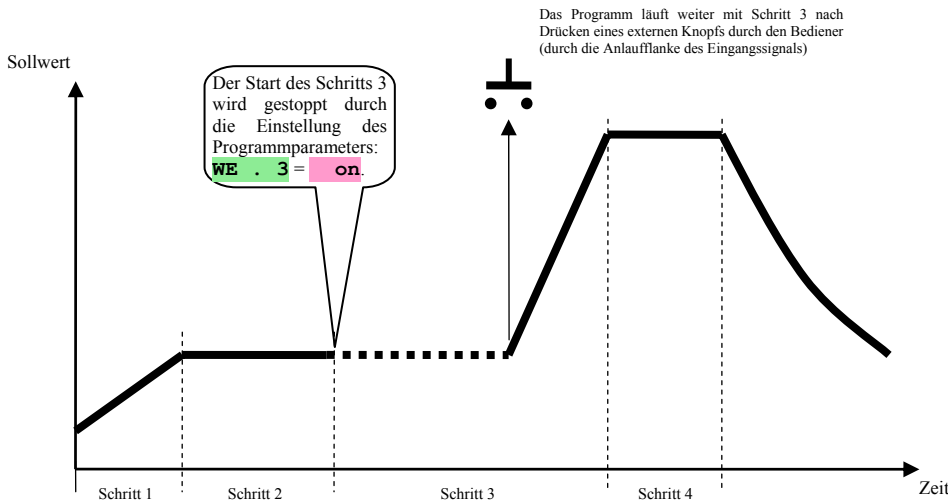 Das Programm läuft weiter mit Schritt 3 nach
Drücken eines externen Knopfs durch den Bediener
(durch die Anlaufflanke des Eingangssignals)
Sollwert
Der Start des Schritts 3
wird gestoppt durch
die Einstellung des
Programmparameters:
WE . 3 = on.
Zeit
Schritt 1 Schritt 2 Schritt 3 Schritt 4